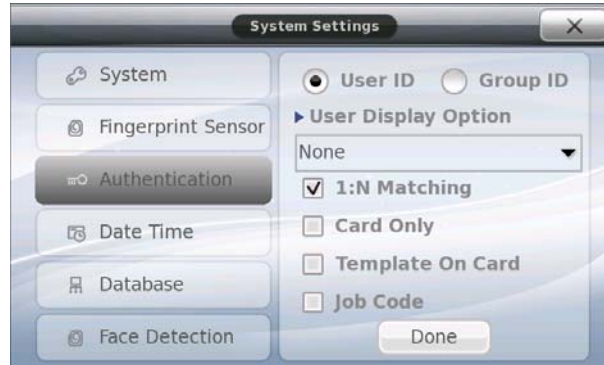 System Settings
System
Fingerprint Sensor
Authentication
Date Time
Database
Face Detection
User ID
Group ID
User Display Option
None
1:N Matching
Card Only
Template On Card
Job Code
Done